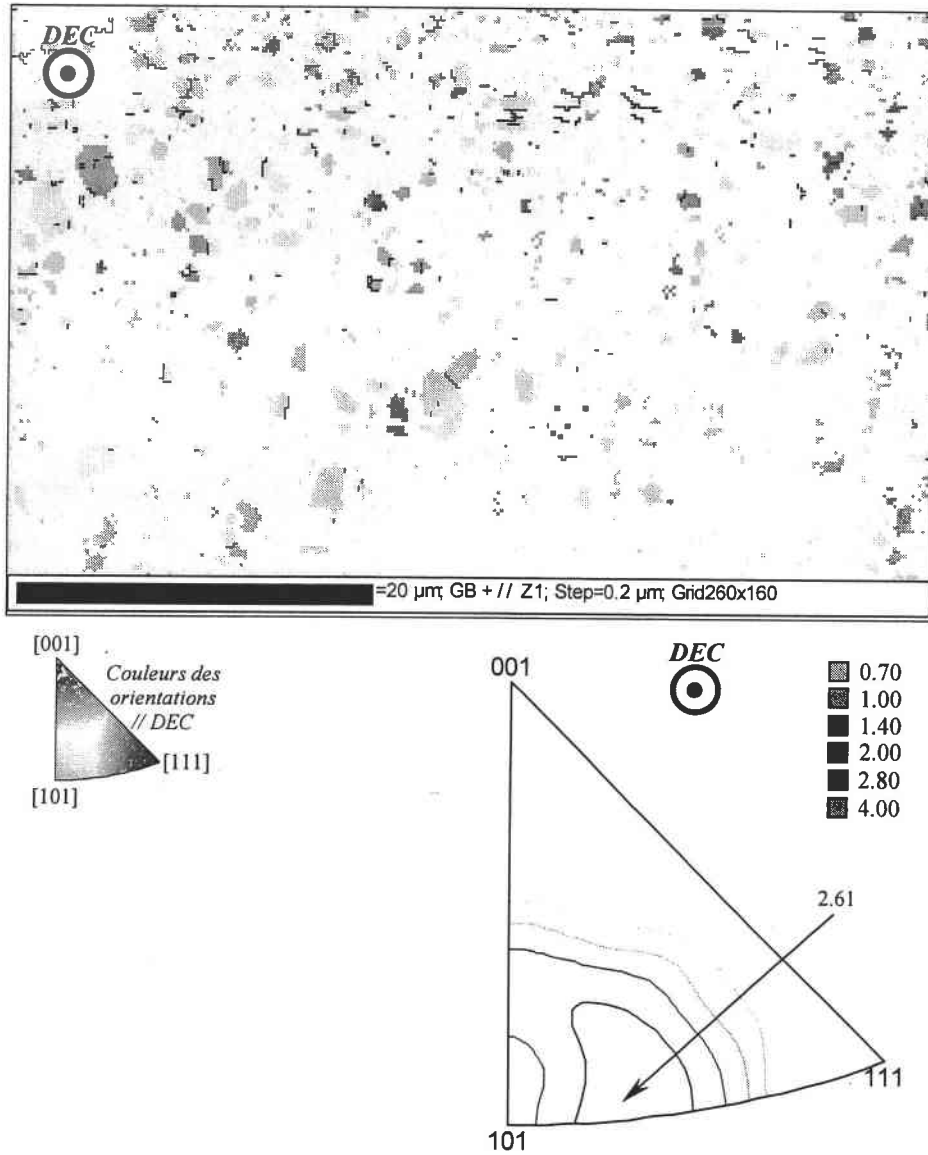 DEC
=20 µm; GB + // Z1; Step=0.2 µm; Grid260x160
[001]
Couleurs des
orientations
// DEC
[111]
[101]
001
DEC
0.70
1.00
1.40
2.00
2.80
4.00
2.61
111
101